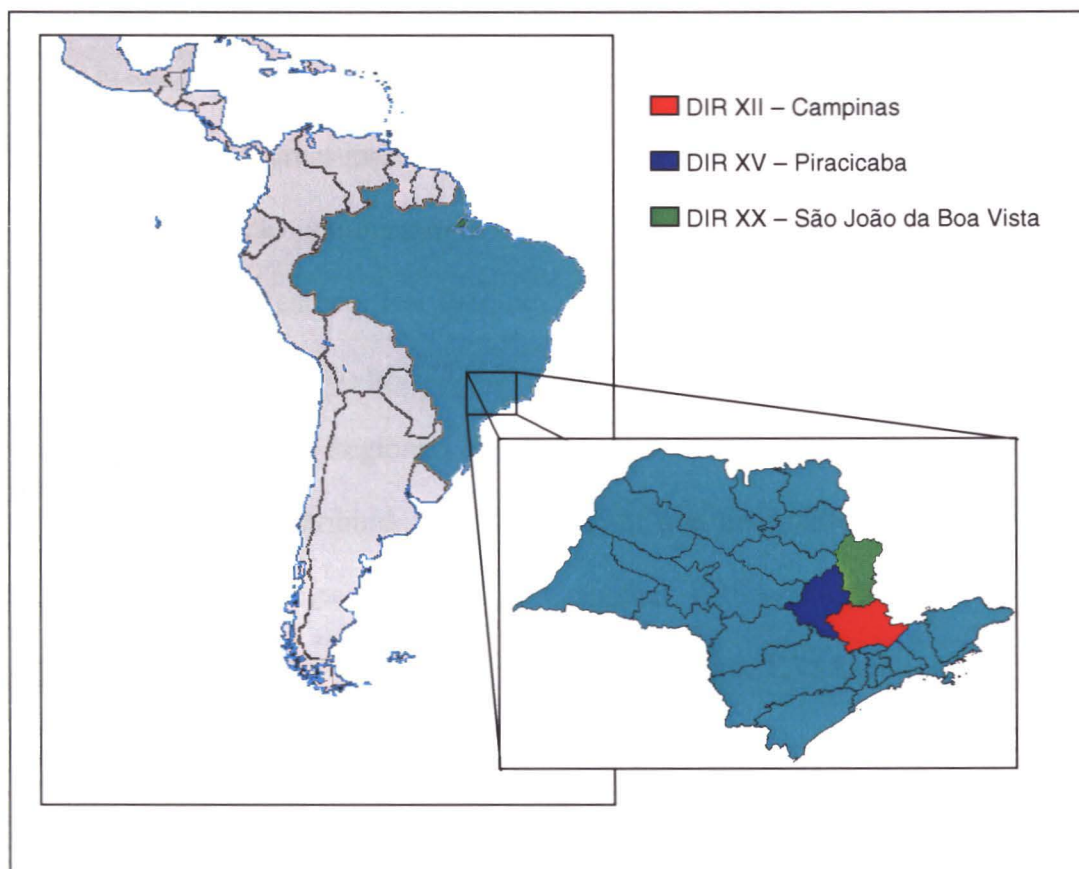 DIR XII – Campinas
DIR XV – Piracicaba
DIR XX – São João da Boa Vista